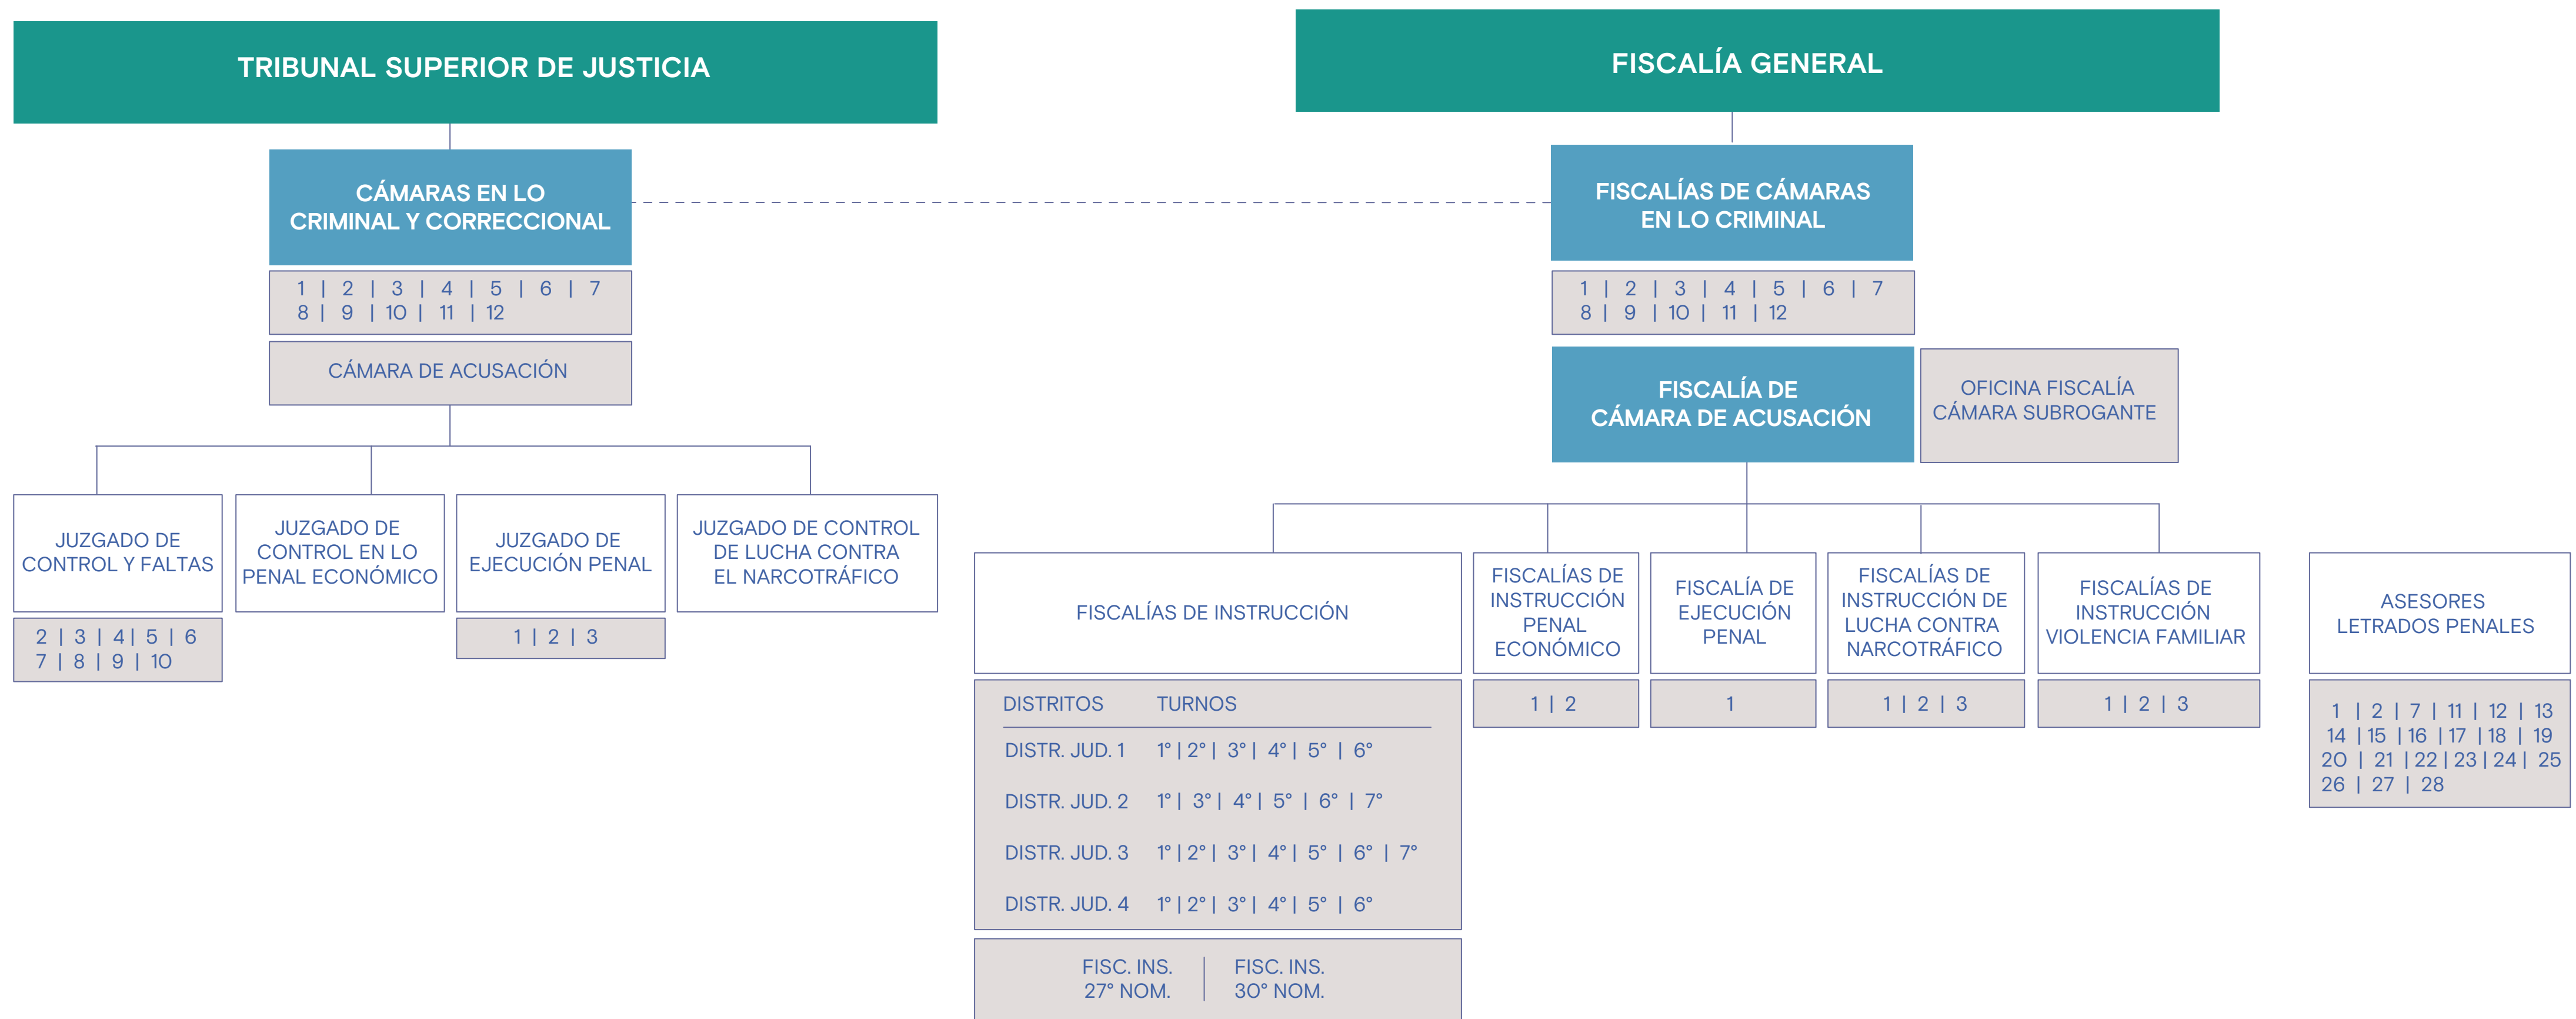 TRIBUNAL SUPERIOR DE JUSTICIA
CÁMARAS EN LO
CRIMINAL Y CORRECCIONAL
1 | 2 | 3 | 4 | 5 | 6 | 7
8 | 9 | 10 | 11 | 12
CÁMARA DE ACUSACIÓN
JUZGADO DE
CONTROL Y FALTAS
2 | 3 | 4 | 5 | 6
7 | 8 | 9 | 10
JUZGADO DE
CONTROL EN LO
PENAL ECONÓMICO
JUZGADO DE
EJECUCIÓN PENAL
1 | 2 | 3
JUZGADO DE CONTROL
DE LUCHA CONTRA
EL NARCOTRÁFICO
FISCALÍA GENERAL
FISCALÍAS DE CÁMARAS
EN LO CRIMINAL
1 | 2 | 3 | 4 | 5 | 6 | 7
8 | 9 | 10 | 11 | 12
FISCALÍA DE
CÁMARA DE ACUSACIÓN
OFICINA FISCALÍA
CÁMARA SUBROGANTE
FISCALÍAS DE INSTRUCCIÓN
DISTRITOS TURNOS
DISTR. JUD. 1 1° | 2° | 3° | 4° | 5° | 6°
DISTR. JUD. 2 1° | 3° | 4° | 5° | 6° | 7°
DISTR. JUD. 3 1° | 2° | 3° | 4° | 5° | 6° | 7°
DISTR. JUD. 4 1° | 2° | 3° | 4° | 5° | 6°
FISC. INS.
27° NOM.
FISC. INS.
30° NOM.
FISCALÍAS DE
INSTRUCCIÓN
PENAL
ECONÓMICO
1 | 2
FISCALÍA DE
EJECUCIÓN
PENAL
1
FISCALÍAS DE
INSTRUCCIÓN DE
LUCHA CONTRA
NARCOTRÁFICO
1 | 2 | 3
FISCALÍAS DE
INSTRUCCIÓN
VIOLENCIA FAMILIAR
1 | 2 | 3
ASESORES
LETRADOS PENALES
1 | 2 | 7 | 11 | 12 | 13
14 | 15 | 16 | 17 | 18 | 19
20 | 21 | 22 | 23 | 24 | 25
26 | 27 | 28